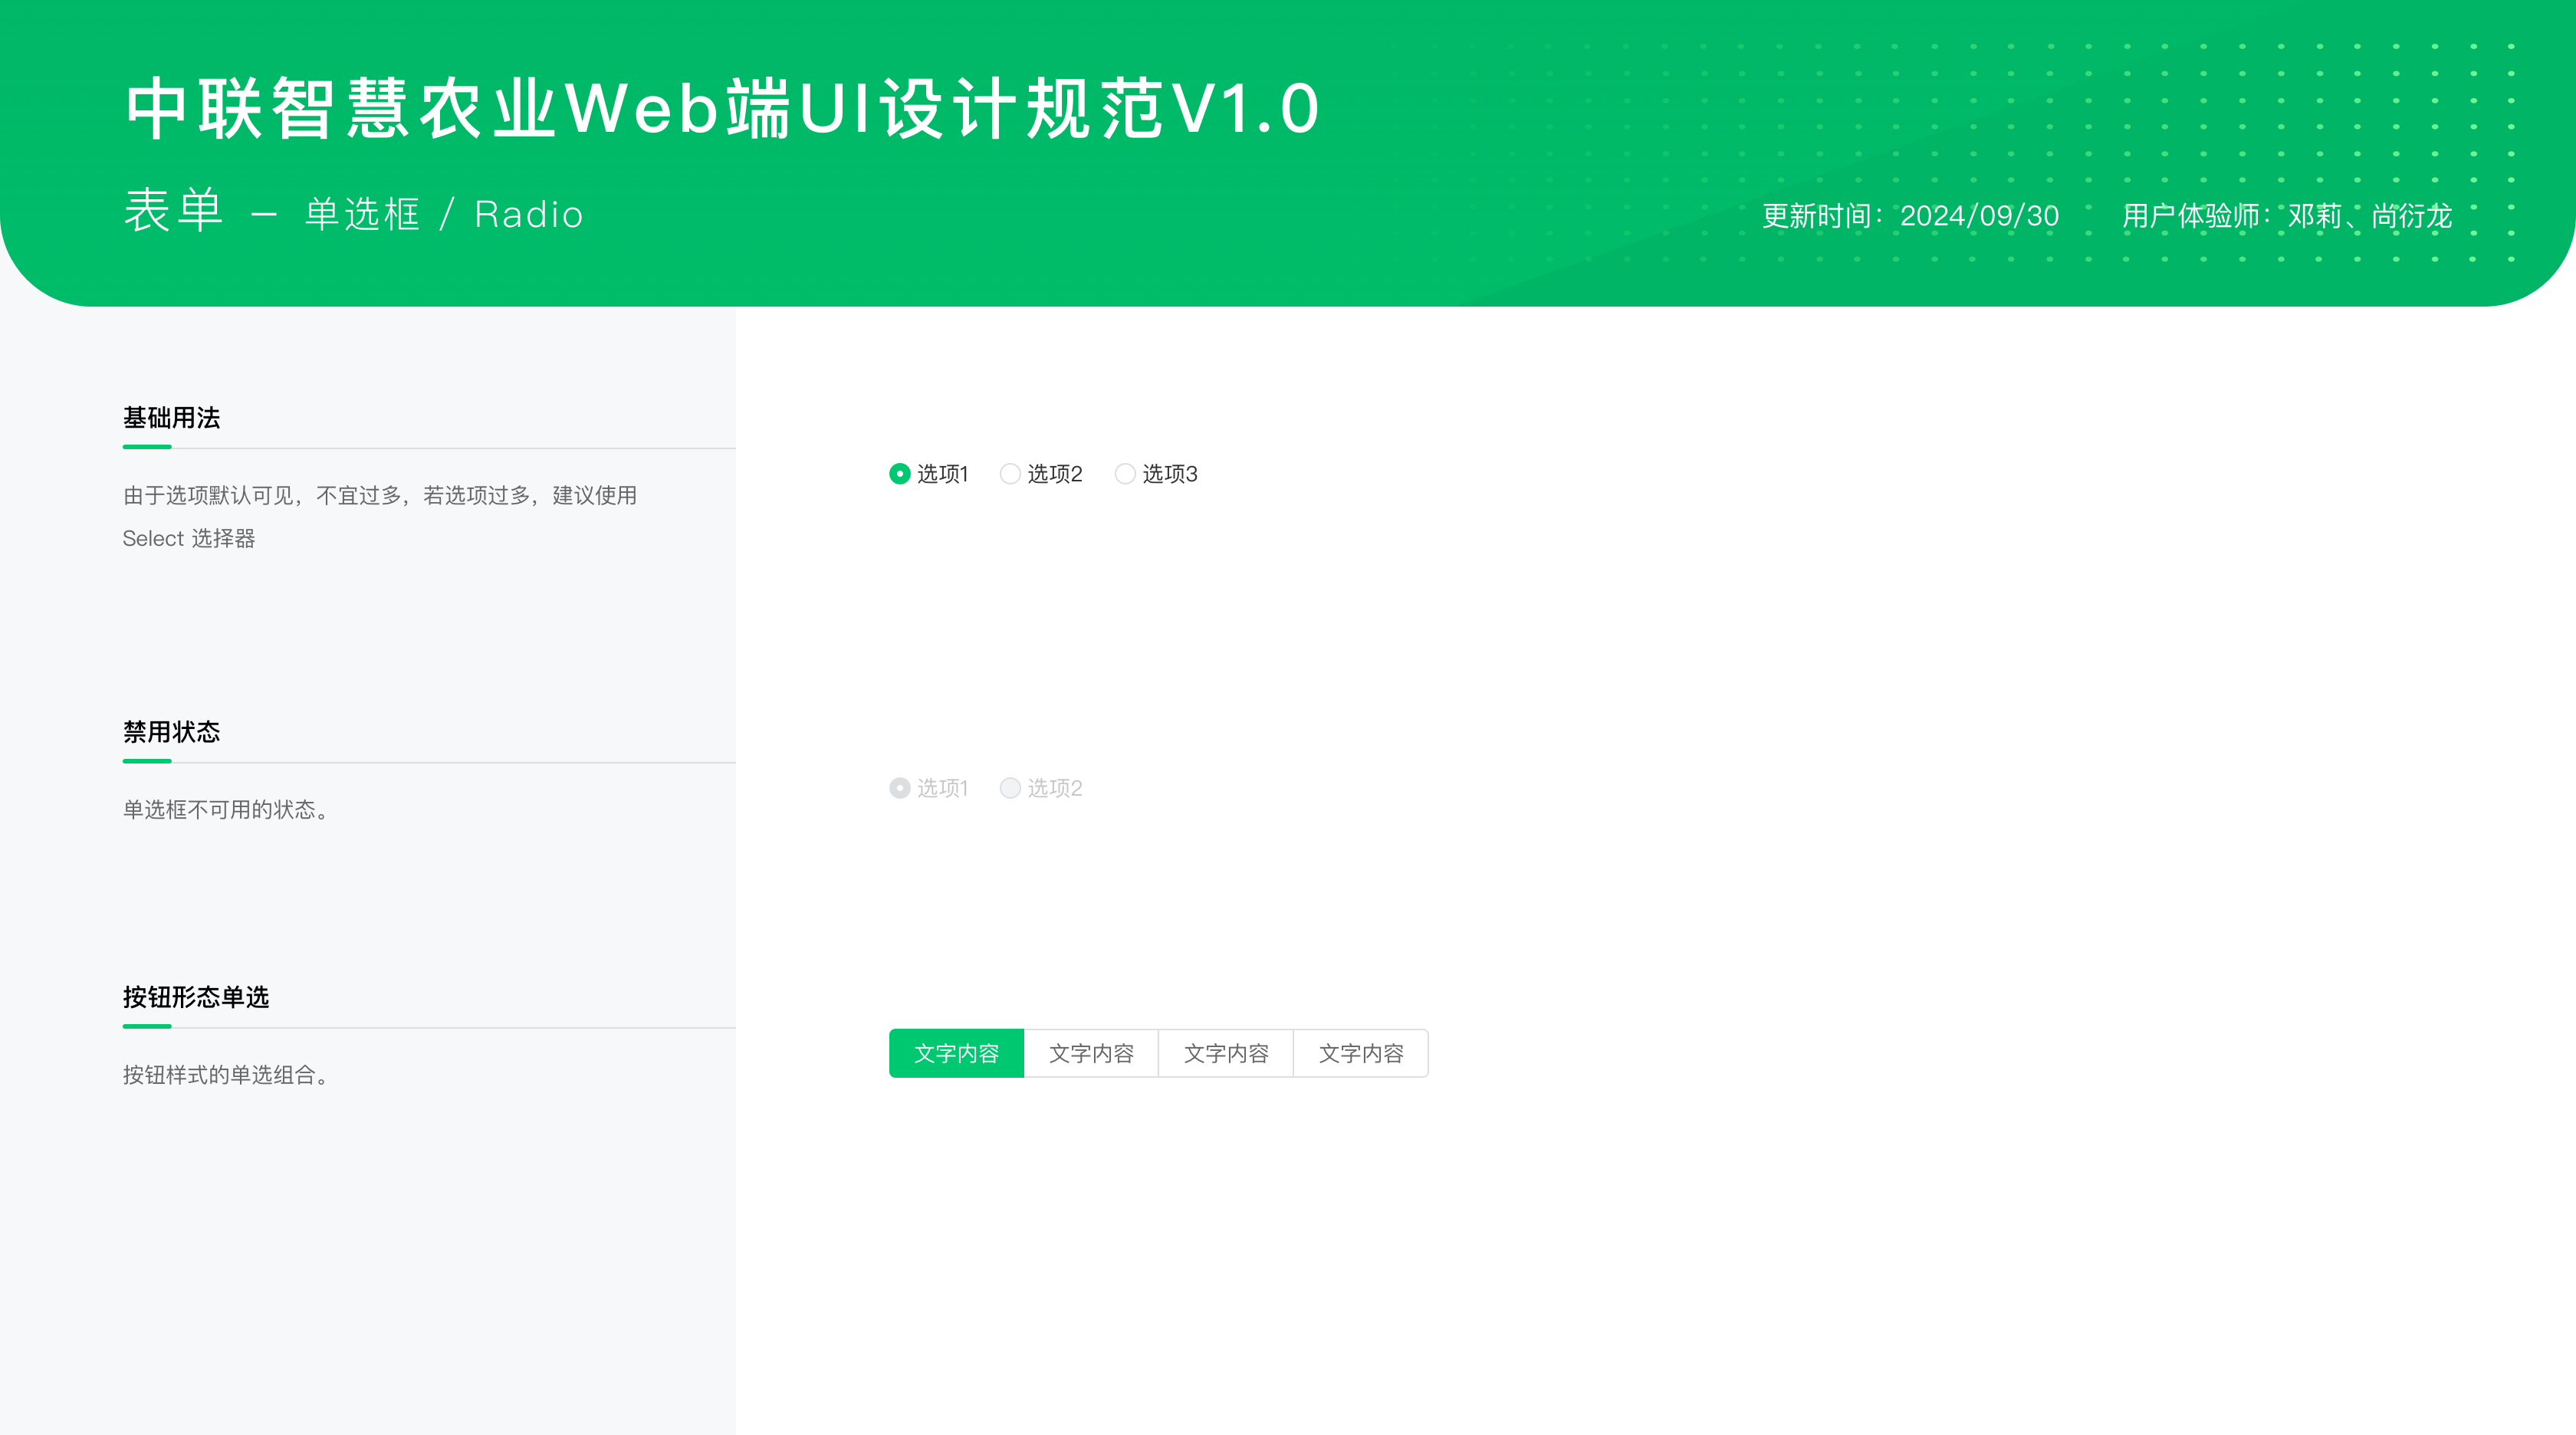 中联智慧农业Web端UI设计规范V1.0
表单 – 单选框 / Radio
更新时间：2024/09/30 用户体验师：邓莉、尚衍龙
基础用法
由于选项默认可见，不宜过多，若选项过多，建议使用
Select 选择器
选项1 选项2 选项3
禁用状态
单选框不可用的状态。
选项1 选项2
按钮形态单选
按钮样式的单选组合。
文字内容 文字内容 文字内容 文字内容